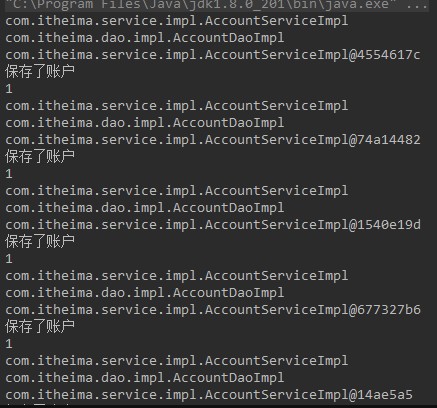 "C:\Program Files\Java\jdk1.8.0_201\bin\java.exe" ...
com.itheima.service.impl.AccountServiceImpl
com.itheima.dao.impl.AccountDaoImpl
com.itheima.service.impl.AccountServiceImpl@4554617c
保存了账户
1
com.itheima.service.impl.AccountServiceImpl
com.itheima.dao.impl.AccountDaoImpl
com.itheima.service.impl.AccountServiceImpl@74a14482
保存了账户
1
com.itheima.service.impl.AccountServiceImpl
com.itheima.dao.impl.AccountDaoImpl
com.itheima.service.impl.AccountServiceImpl@1540e19d
保存了账户
1
com.itheima.service.impl.AccountServiceImpl
com.itheima.dao.impl.AccountDaoImpl
com.itheima.service.impl.AccountServiceImpl@677327b6
保存了账户
1
com.itheima.service.impl.AccountServiceImpl
com.itheima.dao.impl.AccountDaoImpl
com.itheima.service.impl.AccountServiceImpl@14ae5a5